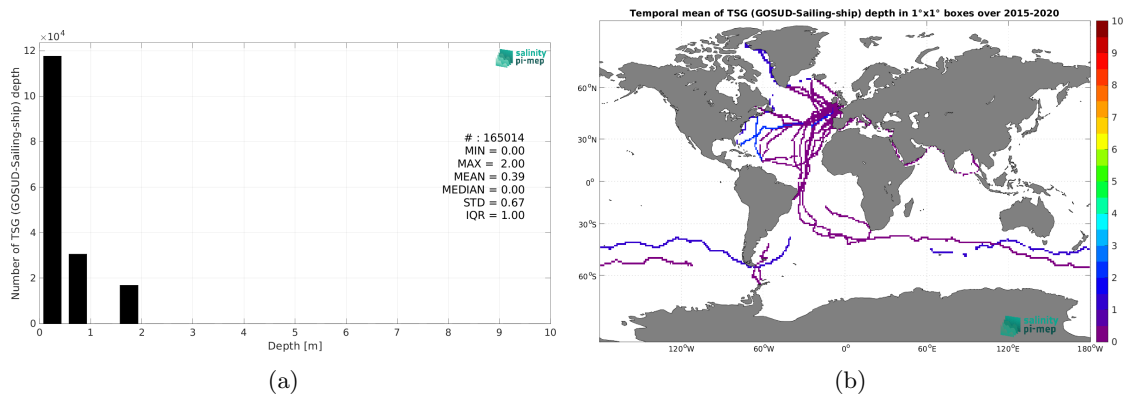 ×10⁴
12
10
8
6
4
2
0
Number of TSG (GOSUD-Sailing-ship) depth
salinity
pi-mep
# : 165014
MIN = 0.00
MAX = 2.00
MEAN = 0.39
MEDIAN = 0.00
STD = 0.67
IQR = 1.00
0 1 2 3 4 5 6 7 8 9 10
Depth [m]
(a)
Temporal mean of TSG (GOSUD-Sailing-ship) depth in 1°x1° boxes over 2015-2020
60°N
30°N
0°
30°S
60°S
120°W 60°W 0° 60°E 120°E 180°W
salinity
pi-mep
10
9
8
7
6
5
4
3
2
1
0
(b)